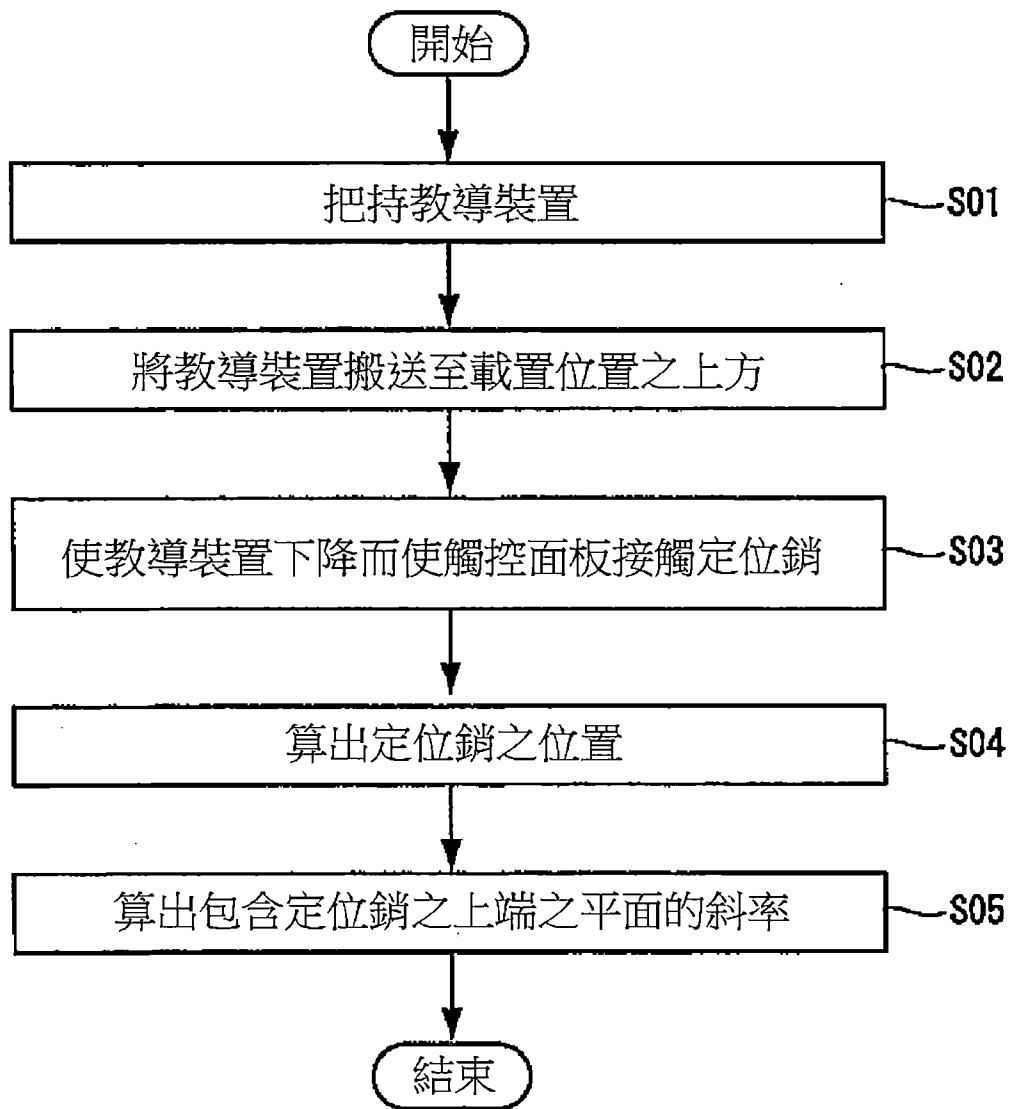 開始
把持教導裝置
S01
將教導裝置搬送至載置位置之上方
S02
使教導裝置下降而使觸控面板接觸定位銷
S03
算出定位銷之位置
S04
算出包含定位銷之上端之平面的斜率
S05
結束